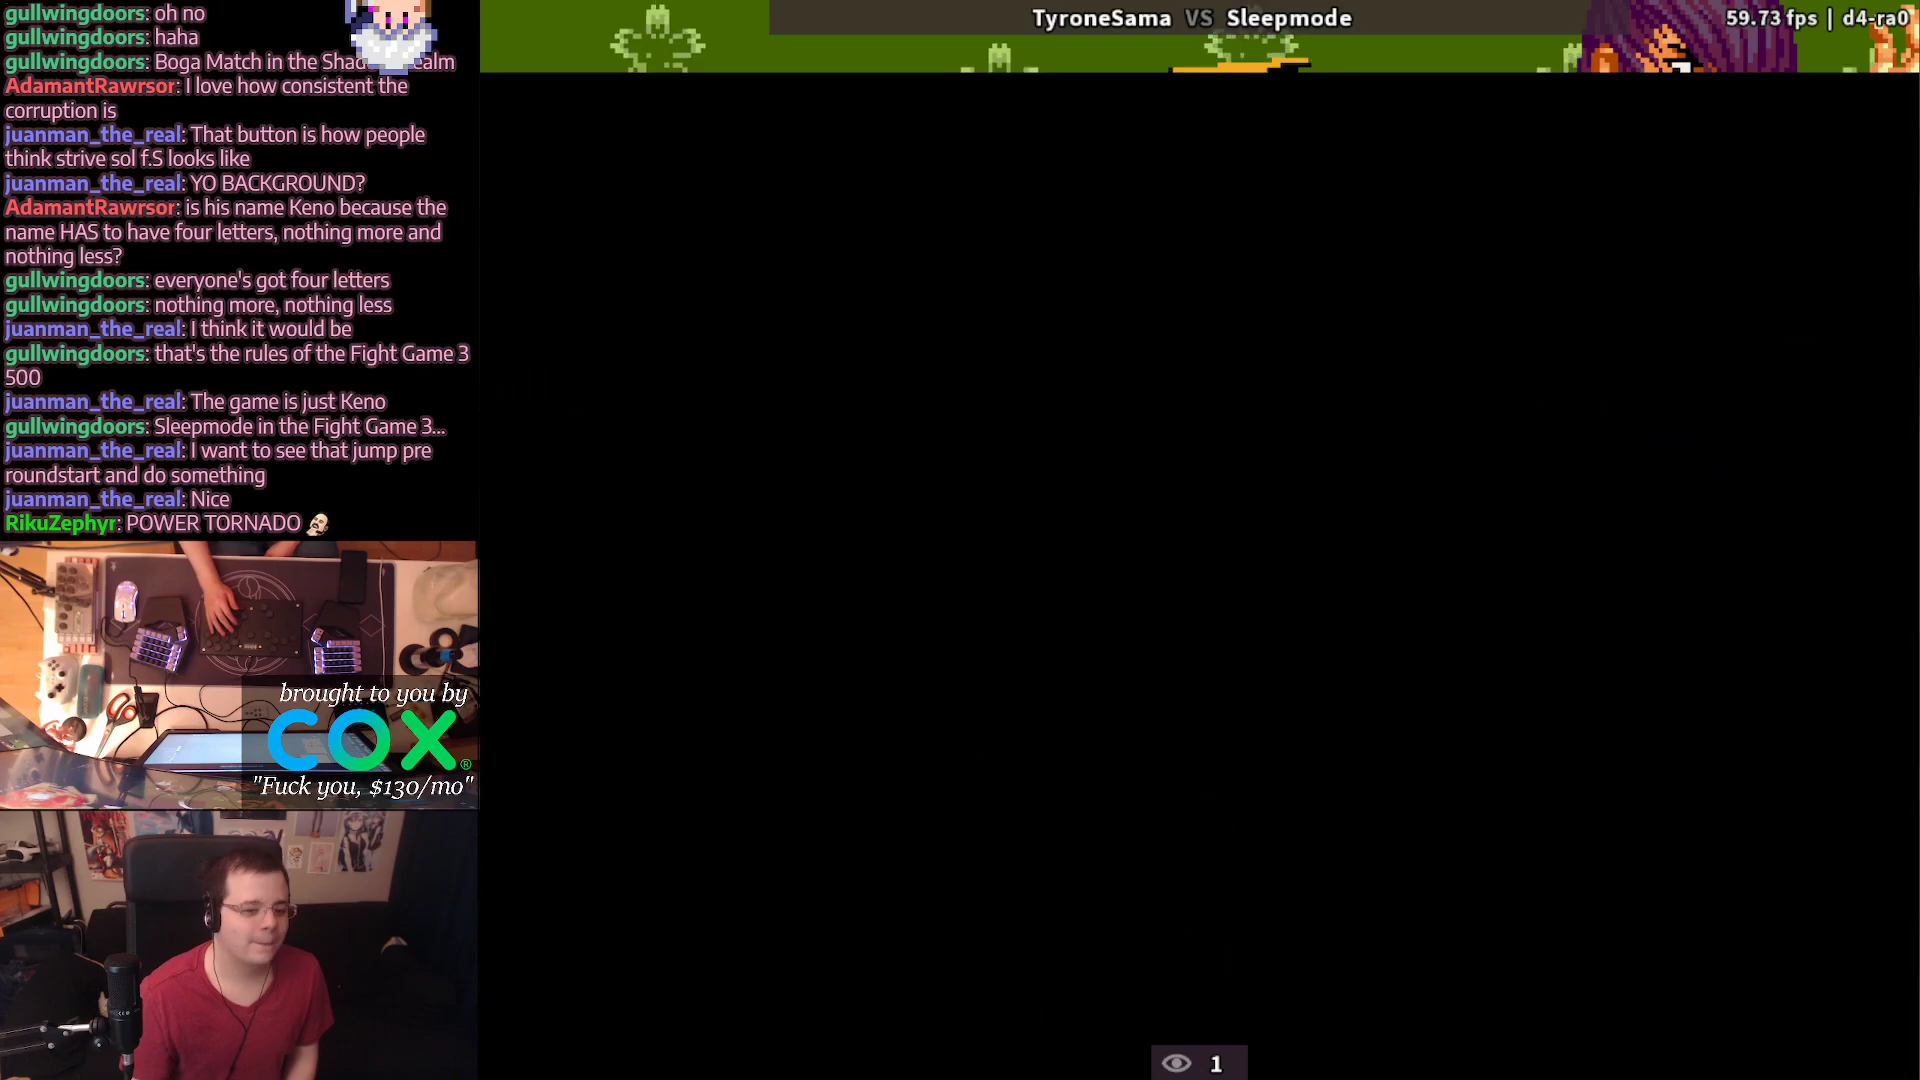 gullwingdoors: oh no
gullwingdoors: haha
gullwingdoors: Boga Match in the Shad ealm
AdamantRawrsor: I love how consistent the
corruption is
juanman_the_real: That button is how people
think strive sol f.S looks like
juanman_the_real: YO BACKGROUND?
AdamantRawrsor: is his name Keno because the
name HAS to have four letters, nothing more and
nothing less?
gullwingdoors: everyone's got four letters
gullwingdoors: nothing more, nothing less
juanman_the_real: I think it would be
gullwingdoors: that's the rules of the Fight Game 3
500
juanman_the_real: The game is just Keno
gullwingdoors: Sleepmode in the Fight Game 3...
juanman_the_real: I want to see that jump pre
roundstart and do something
juanman_the_real: Nice
RikuZephyr: POWER TORNADO
brought to you by
COX®
"Fuck you, $130/mo"
TyroneSama VS Sleepmode
59.73 fps | d4-ra0
1